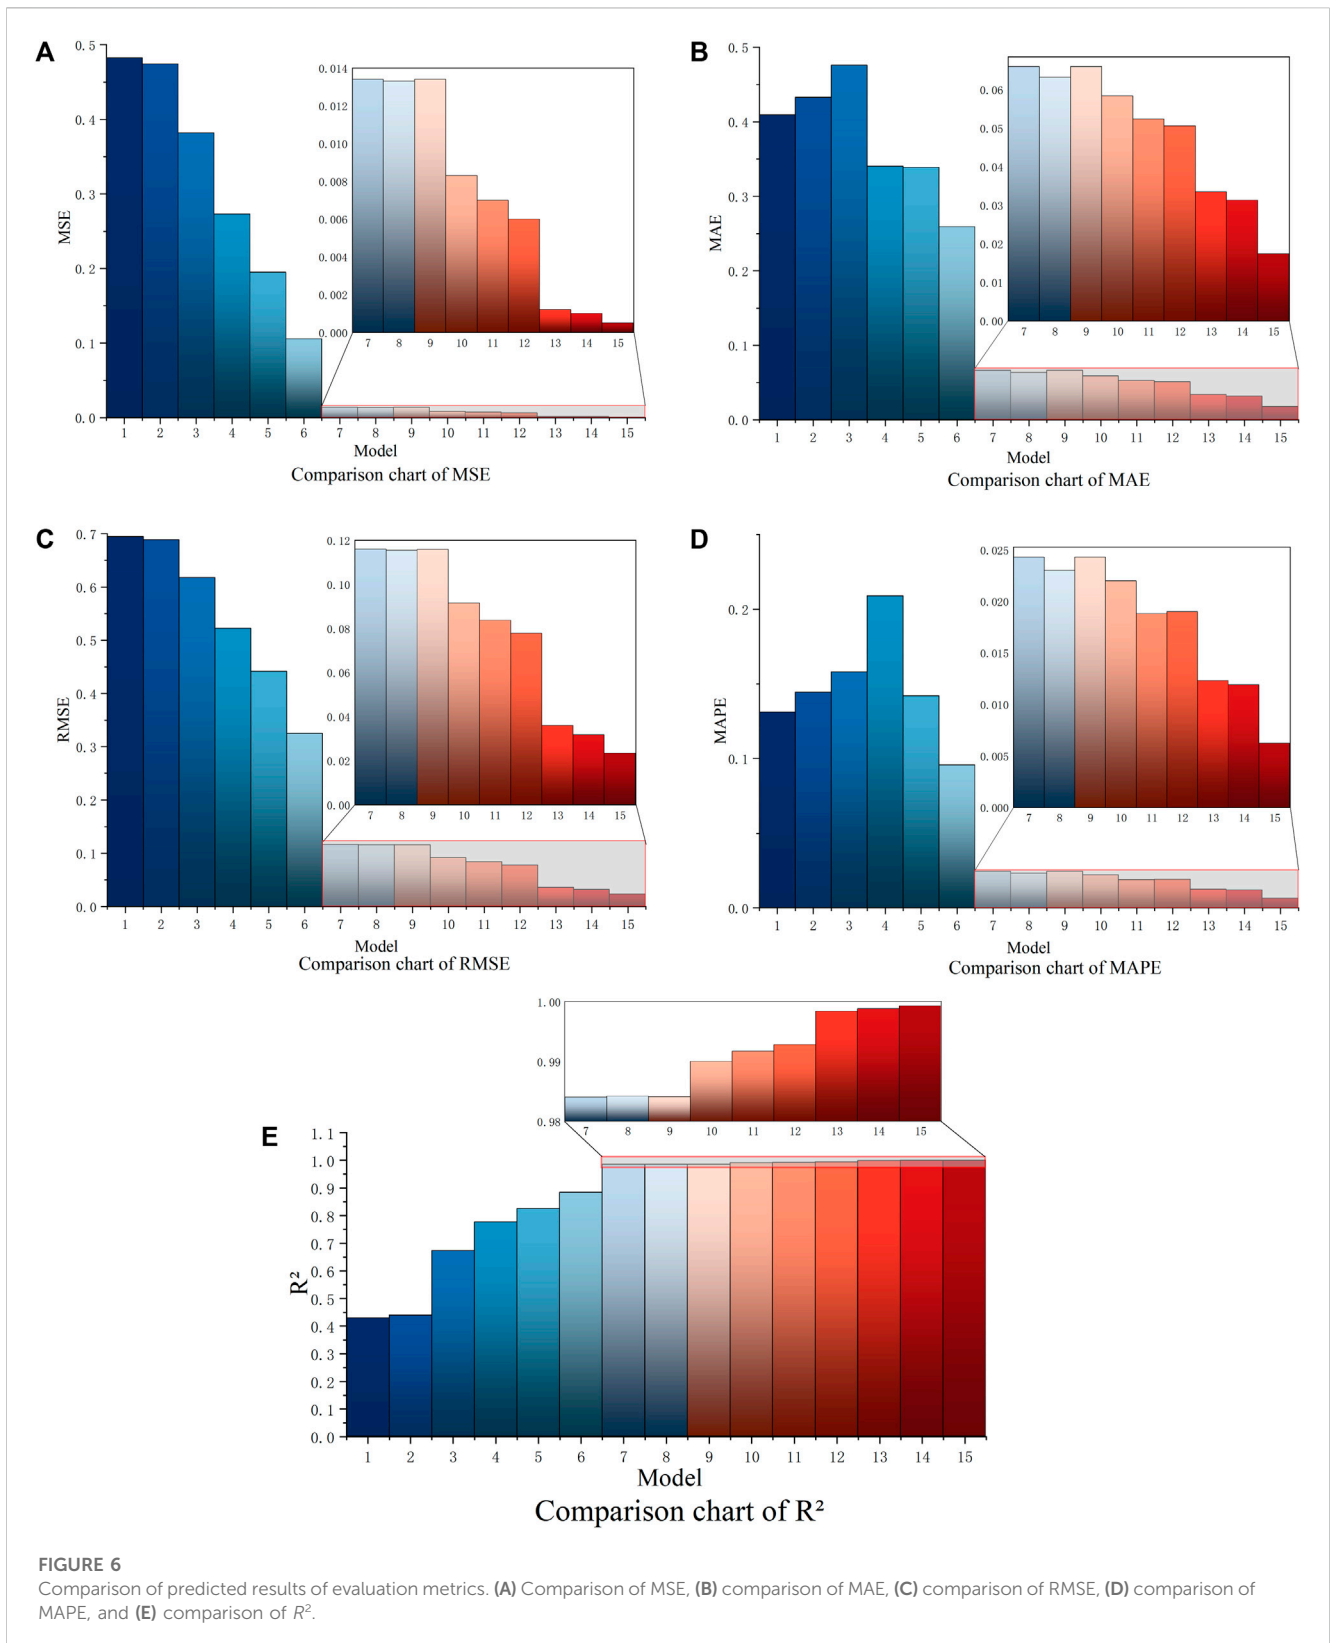 A
MSE
0.5
0.4
0.3
0.2
0.1
0.0
0.014
0.012
0.010
0.008
0.006
0.004
0.002
0.000
7 8 9 10 11 12 13 14 15
1 2 3 4 5 6 7 8 9 10 11 12 13 14 15
Model
Comparison chart of MSE
B
MAE
0.5
0.4
0.3
0.2
0.1
0.0
0.06
0.05
0.04
0.03
0.02
0.01
0.00
7 8 9 10 11 12 13 14 15
1 2 3 4 5 6 7 8 9 10 11 12 13 14 15
Model
Comparison chart of MAE
C
RMSE
0.7
0.6
0.5
0.4
0.3
0.2
0.1
0.0
0.12
0.10
0.08
0.06
0.04
0.02
0.00
7 8 9 10 11 12 13 14 15
1 2 3 4 5 6 7 8 9 10 11 12 13 14 15
Model
Comparison chart of RMSE
D
MAPE
0.2
0.1
0.0
0.025
0.020
0.015
0.010
0.005
0.000
7 8 9 10 11 12 13 14 15
1 2 3 4 5 6 7 8 9 10 11 12 13 14 15
Model
Comparison chart of MAPE
1.00
0.99
0.98
7 8 9 10 11 12 13 14 15
E
R²
1.1
1.0
0.9
0.8
0.7
0.6
0.5
0.4
0.3
0.2
0.1
0.0
1 2 3 4 5 6 7 8 9 10 11 12 13 14 15
Model
Comparison chart of R²
FIGURE 6
Comparison of predicted results of evaluation metrics. (A) Comparison of MSE, (B) comparison of MAE, (C) comparison of RMSE, (D) comparison of
MAPE, and (E) comparison of R².